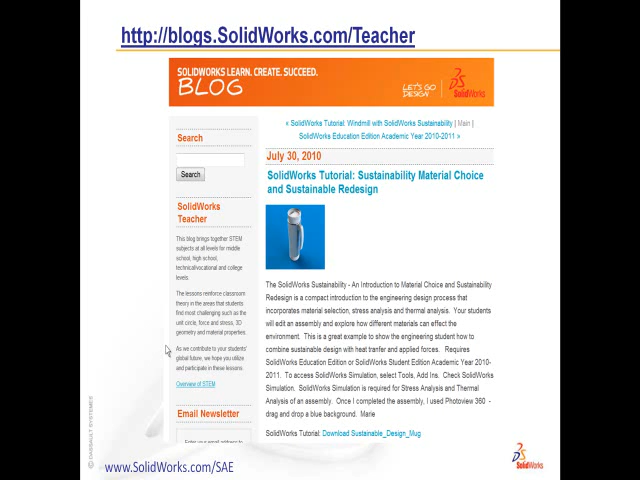 http://blogs.SolidWorks.com/Teacher
SOLIDWORKS LEARN. CREATE. SUCCEED.
BLOG
LET'S GO
DESIGN
SolidWorks
« SolidWorks Tutorial: Windmill with SolidWorks Sustainability | Main |
SolidWorks Education Edition Academic Year 2010-2011 »
Search
Search
SolidWorks
Teacher
This blog brings together STEM
subjects at all levels for middle
school, high school,
technical/vocational and college
levels.
The lessons reinforce classroom
theory in the areas that students
find most challenging such as the
unit circle, force and stress, 3D
geometry and material properties.
As we contribute to your students'
global future, we hope you utilize
and participate in these lessons.
Overview of STEM
Email Newsletter
Enter your email address to
July 30, 2010
SolidWorks Tutorial: Sustainability Material Choice
and Sustainable Redesign
The SolidWorks Sustainability - An Introduction to Material Choice and Sustainability
Redesign is a compact introduction to the engineering design process that
incorporates material selection, stress analysis and thermal analysis. Your students
will edit an assembly and explore how different materials can effect the
environment. This is a great example to show the engineering student how to
combine sustainable design with heat tranfer and applied forces. Requires
SolidWorks Education Edition or SolidWorks Student Edition Academic Year 2010-
2011. To access SolidWorks Simulation, select Tools, Add Ins. Check SolidWorks
Simulation. SolidWorks Simulation is required for Stress Analysis and Thermal
Analysis of an assembly. Once I completed the assembly, I used Photoview 360 -
drag and drop a blue background. Marie
SolidWorks Tutorial: Download Sustainable_Design_Mug
© DASSAULT SYSTEMES
www.SolidWorks.com/SAE
SolidWorks